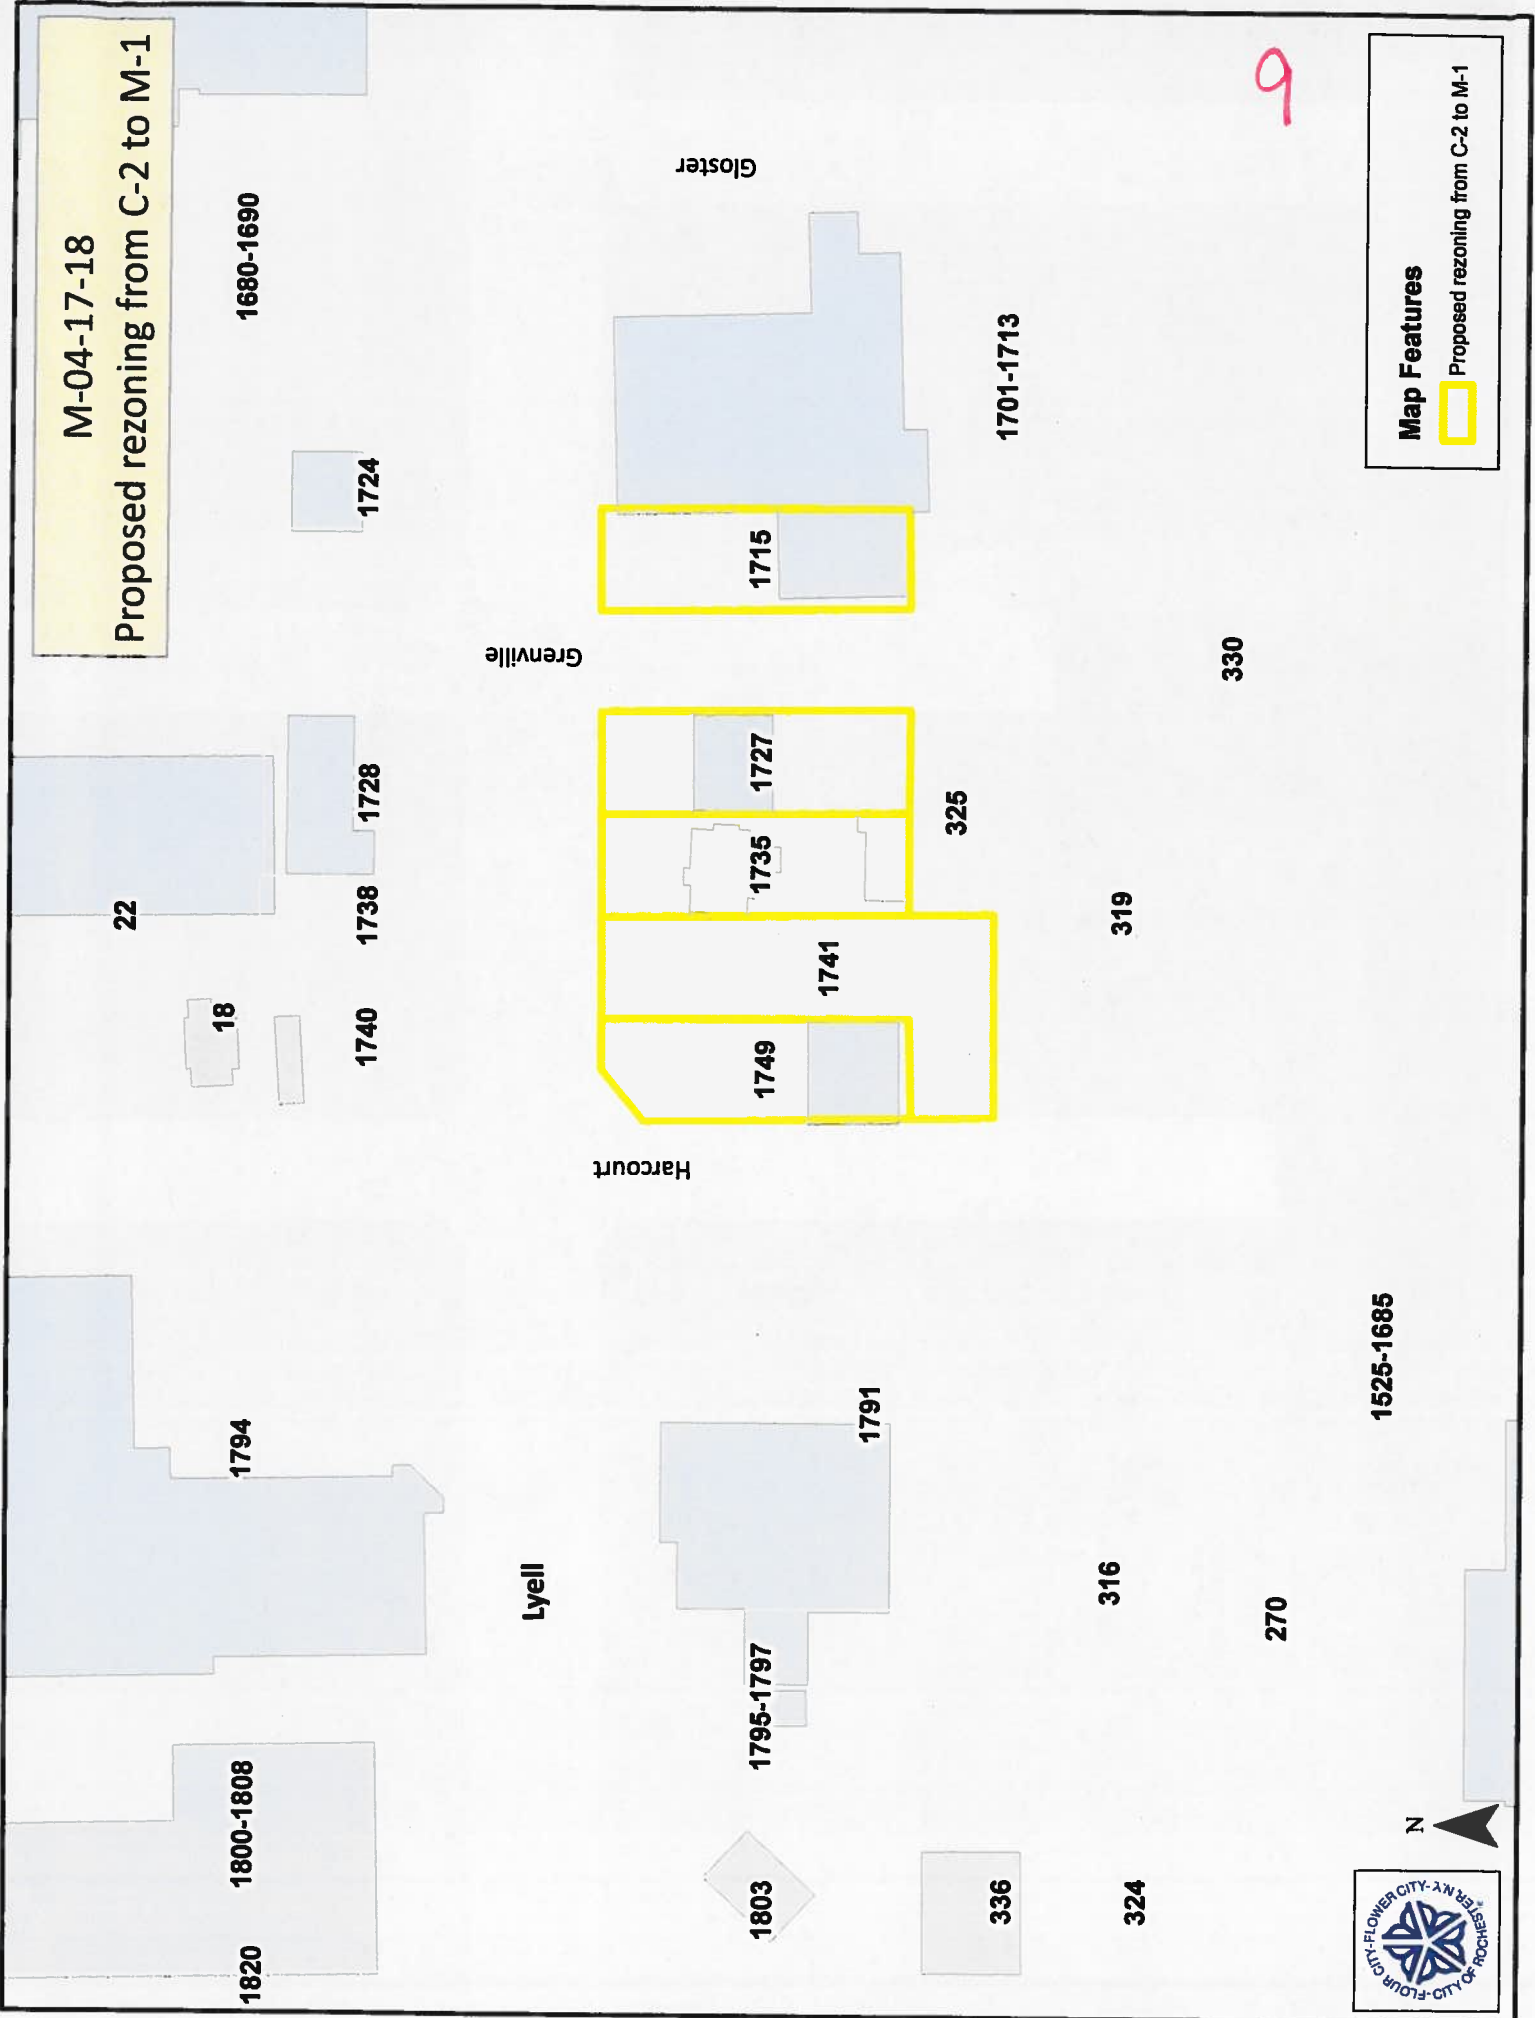 M-04-17-18
Proposed rezoning from C-2 to M-1
1820
1800-1808
1794
18
22
1740
1738
1728
1724
1680-1690
Lyell
Harcourt
Grenville
Gloster
1803
1795-1797
1791
1749
1741
1735
1727
1715
1701-1713
336
324
316
270
319
325
330
1525-1685
N
Map Features
Proposed rezoning from C-2 to M-1
FLOUR CITY-FLOWER CITY-
CITY OF ROCHESTER, N.Y.
9